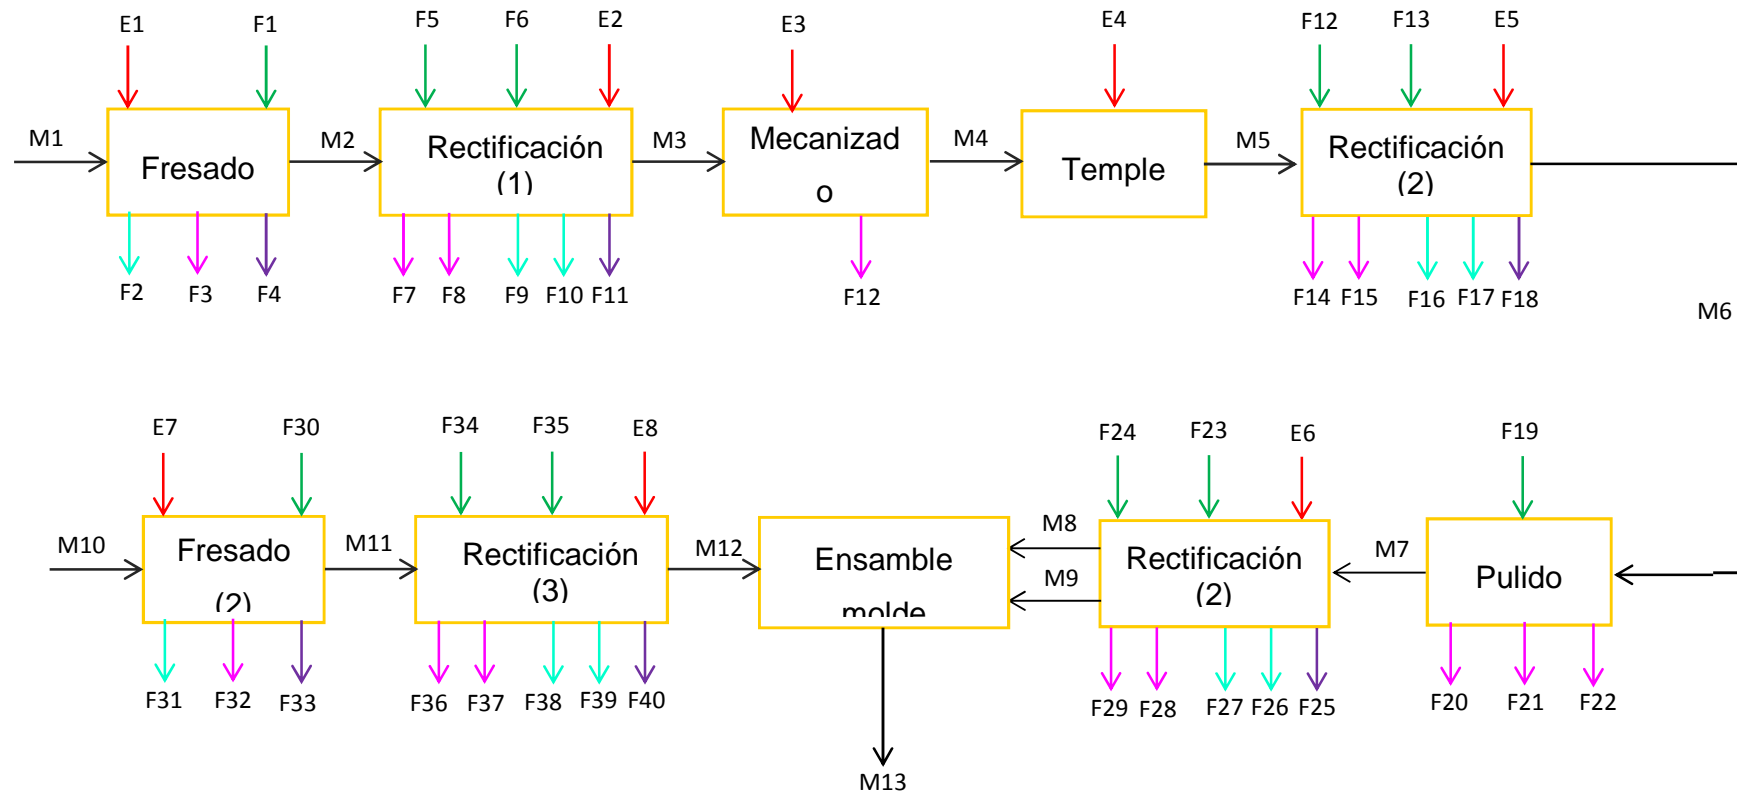 E1 F1 F5 F6 E2 E3 E4 F12 F13 E5
M1 M2 M3 M4 M5
Fresado
Rectificación
(1)
Mecanizad
o
Temple
Rectificación
(2)
F2 F3 F4 F7 F8 F9 F10 F11 F12 F14 F15 F16 F17 F18
M6
E7 F30 F34 F35 E8 F24 F23 E6 F19
M10 M11 M12 M8 M7
M9
Fresado
(2)
Rectificación
(3)
Ensamble
molde
Rectificación
(2)
Pulido
F31 F32 F33 F36 F37 F38 F39 F40 F29 F28 F27 F26 F25 F20 F21 F22
M13